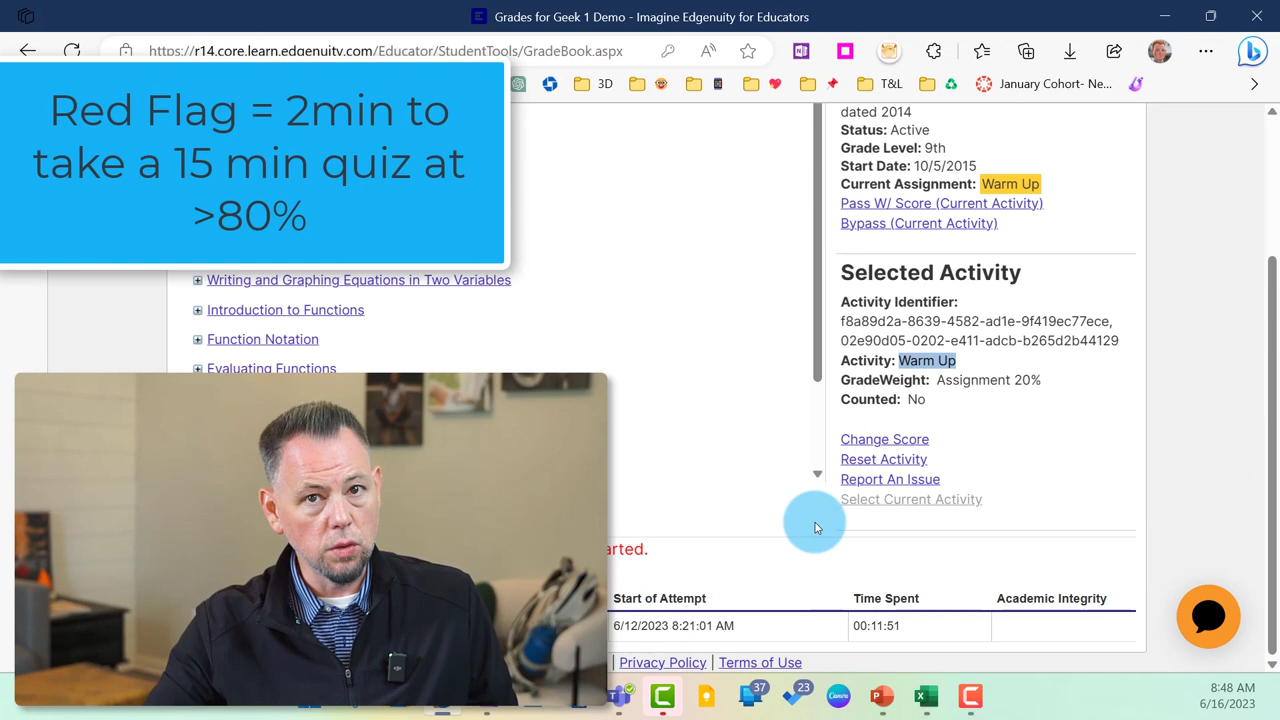 Grades for Geek 1 Demo - Imagine Edgenuity for Educators
https://r14.core.learn.edgenuity.com/Educator/StudentTools/GradeBook.aspx
3D
T&L
January Cohort- Ne...
Red Flag = 2min to
take a 15 min quiz at
>80%
dated 2014
Status: Active
Grade Level: 9th
Start Date: 10/5/2015
Current Assignment: Warm Up
Pass W/ Score (Current Activity)
Bypass (Current Activity)
Writing and Graphing Equations in Two Variables
Introduction to Functions
Function Notation
Evaluating Functions
Selected Activity
Activity Identifier:
f8a89d2a-8639-4582-ad1e-9f419ec77ece,
02e90d05-0202-e411-adcb-b265d2b44129
Activity: Warm Up
GradeWeight: Assignment 20%
Counted: No
Change Score
Reset Activity
Report An Issue
Select Current Activity
arted.
Start of Attempt Time Spent Academic Integrity
6/12/2023 8:21:01 AM 00:11:51
| Privacy Policy | Terms of Use
37
23
8:48 AM
6/16/2023